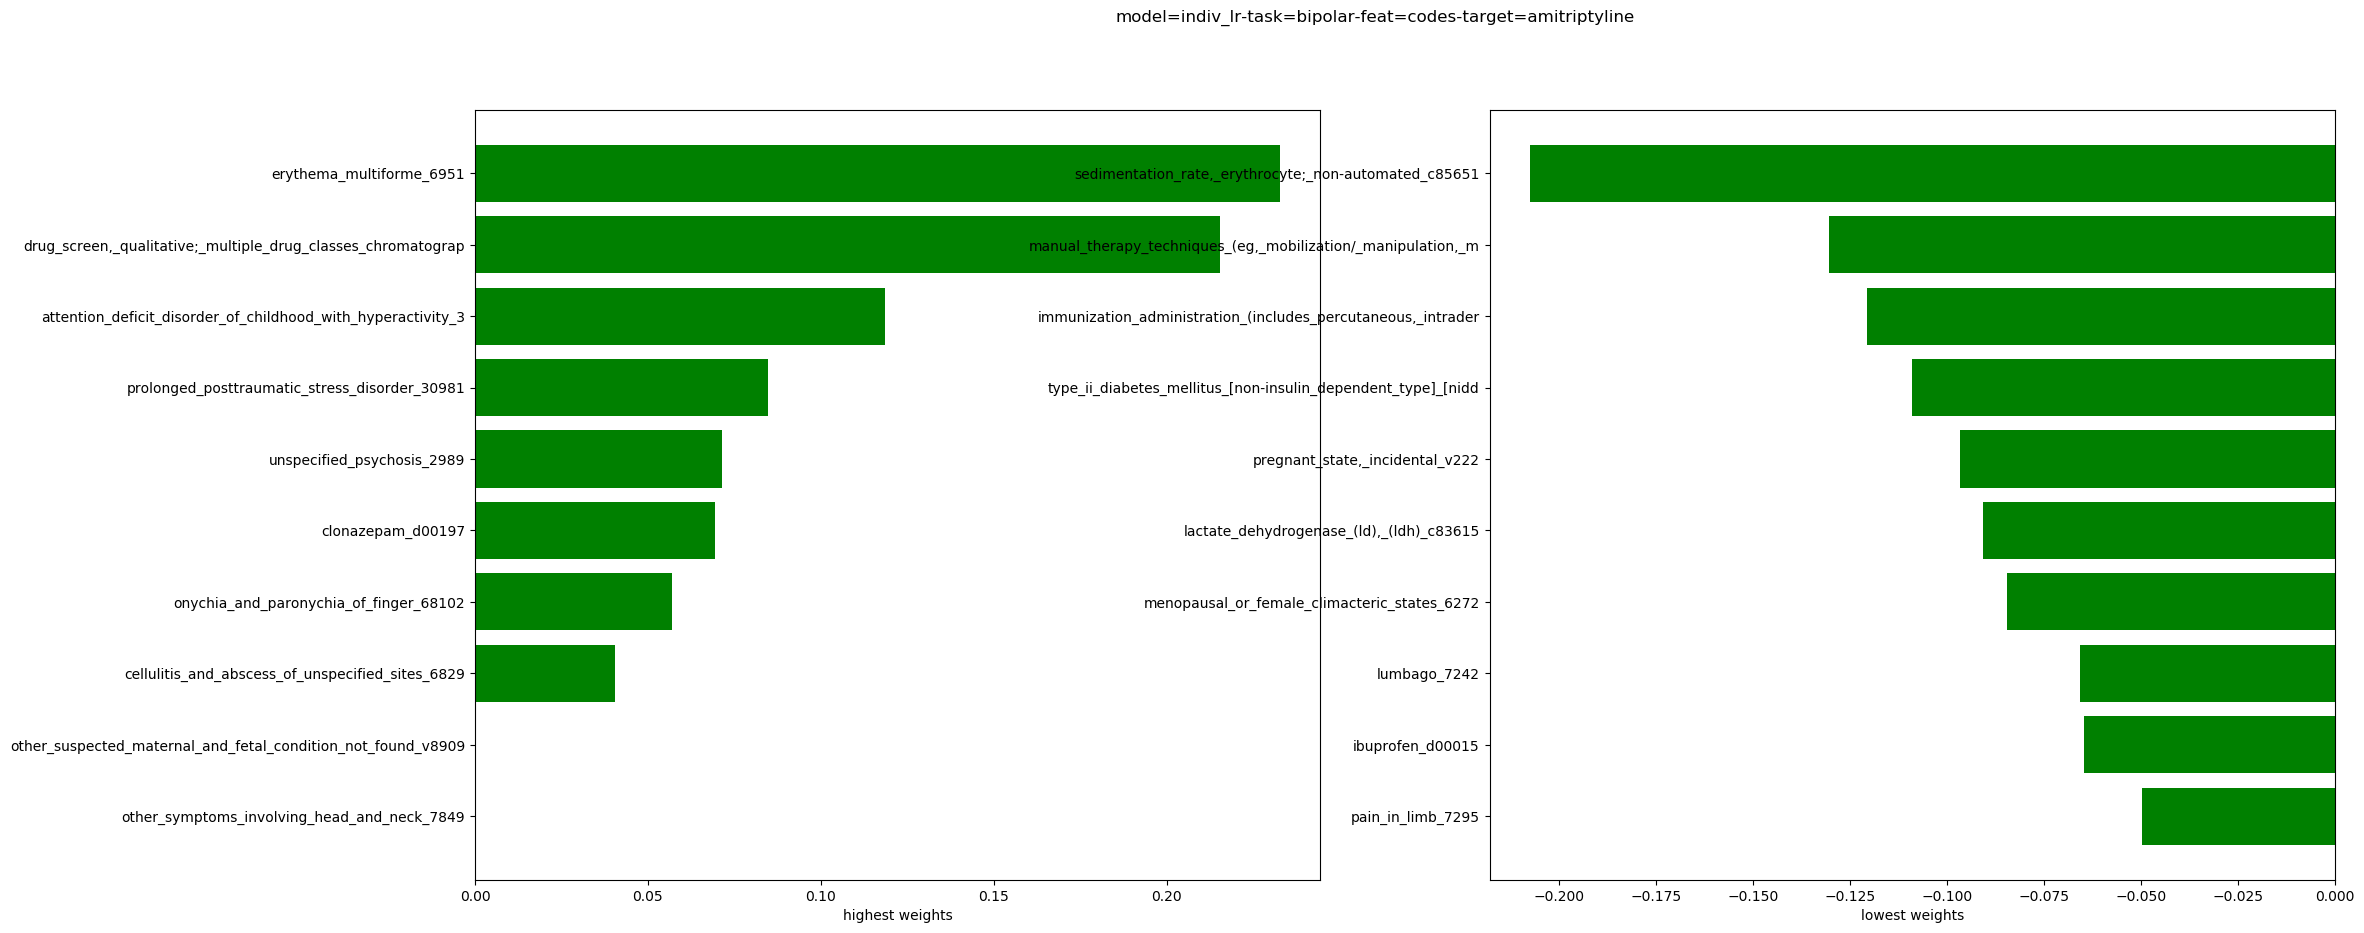 model=indiv_lr-task=bipolar-feat=codes-target=amitriptyline
erythema_multiforme_6951
drug_screen,_qualitative;_multiple_drug_classes_chromatograp
attention_deficit_disorder_of_childhood_with_hyperactivity_3
prolonged_posttraumatic_stress_disorder_30981
unspecified_psychosis_2989
clonazepam_d00197
onychia_and_paronychia_of_finger_68102
cellulitis_and_abscess_of_unspecified_sites_6829
other_suspected_maternal_and_fetal_condition_not_found_v8909
other_symptoms_involving_head_and_neck_7849
0.00 0.05 0.10 0.15 0.20
highest weights
sedimentation_rate,_erythrocyte;_non-automated_c85651
manual_therapy_techniques_(eg,_mobilization/_manipulation,_m
immunization_administration_(includes_percutaneous,_intrader
type_ii_diabetes_mellitus_[non-insulin_dependent_type]_[nidd
pregnant_state,_incidental_v222
lactate_dehydrogenase_(ld),_(ldh)_c83615
menopausal_or_female_climacteric_states_6272
lumbago_7242
ibuprofen_d00015
pain_in_limb_7295
−0.200 −0.175 −0.150 −0.125 −0.100 −0.075 −0.050 −0.025 0.000
lowest weights